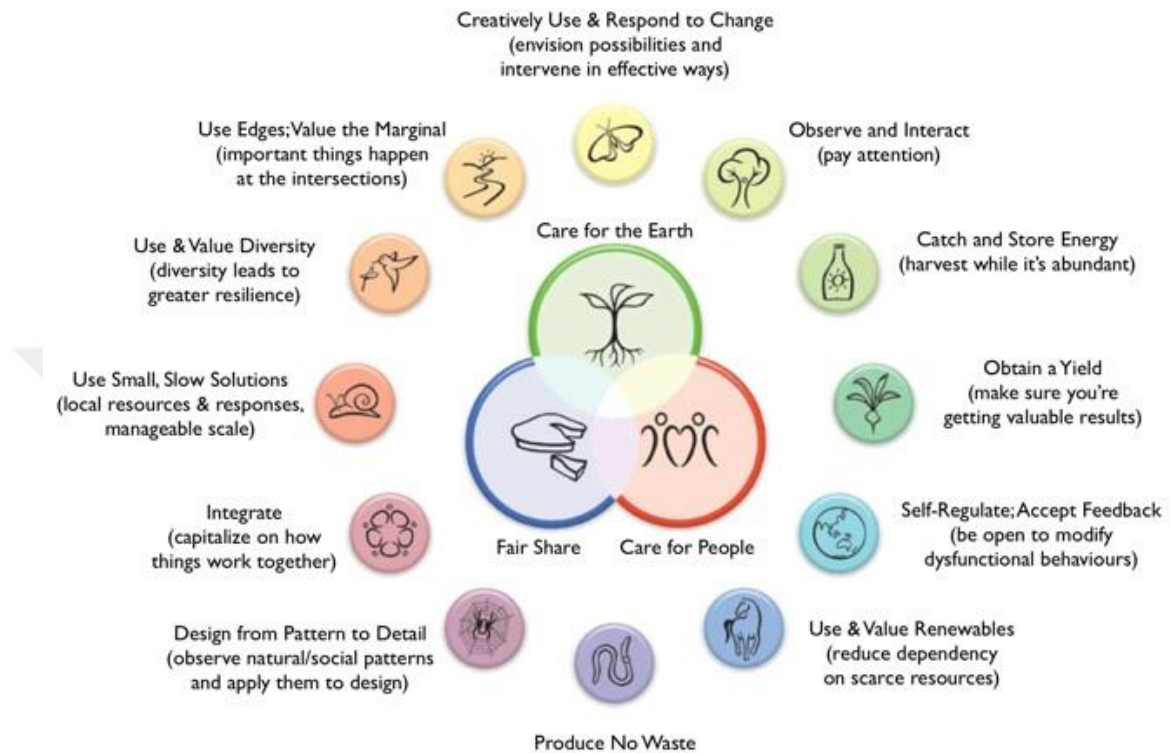 Creatively Use & Respond to Change
(envision possibilities and
intervene in effective ways)
Use Edges; Value the Marginal
(important things happen
at the intersections)
Observe and Interact
(pay attention)
Care for the Earth
Use & Value Diversity
(diversity leads to
greater resilience)
Catch and Store Energy
(harvest while it's abundant)
Use Small, Slow Solutions
(local resources & responses,
manageable scale)
Obtain a Yield
(make sure you're
getting valuable results)
Integrate
(capitalize on how
things work together)
Fair Share
Care for People
Self-Regulate; Accept Feedback
(be open to modify
dysfunctional behaviours)
Design from Pattern to Detail
(observe natural/social patterns
and apply them to design)
Use & Value Renewables
(reduce dependency
on scarce resources)
Produce No Waste